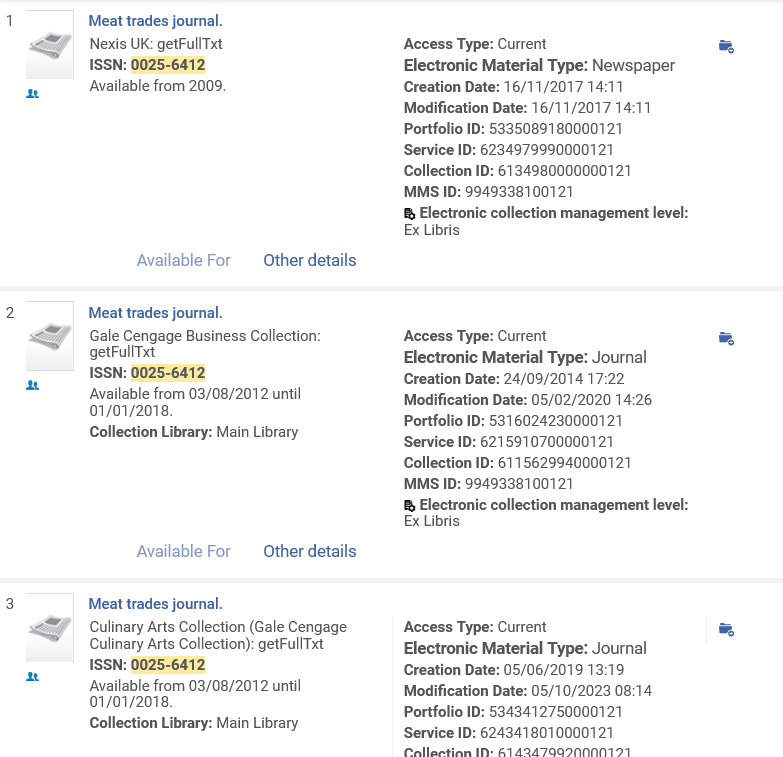 1
Meat trades journal.
Nexis UK: getFullTxt
ISSN: 0025-6412
Available from 2009.
Access Type: Current
Electronic Material Type: Newspaper
Creation Date: 16/11/2017 14:11
Modification Date: 16/11/2017 14:11
Portfolio ID: 5335089180000121
Service ID: 6234979990000121
Collection ID: 6134980000000121
MMS ID: 9949338100121
Electronic collection management level:
Ex Libris
Available For Other details
2
Meat trades journal.
Gale Cengage Business Collection:
getFullTxt
ISSN: 0025-6412
Available from 03/08/2012 until
01/01/2018.
Collection Library: Main Library
Access Type: Current
Electronic Material Type: Journal
Creation Date: 24/09/2014 17:22
Modification Date: 05/02/2020 14:26
Portfolio ID: 5316024230000121
Service ID: 6215910700000121
Collection ID: 6115629940000121
MMS ID: 9949338100121
Electronic collection management level:
Ex Libris
Available For Other details
3
Meat trades journal.
Culinary Arts Collection (Gale Cengage
Culinary Arts Collection): getFullTxt
ISSN: 0025-6412
Available from 03/08/2012 until
01/01/2018.
Collection Library: Main Library
Access Type: Current
Electronic Material Type: Journal
Creation Date: 05/06/2019 13:19
Modification Date: 05/10/2023 08:14
Portfolio ID: 5343412750000121
Service ID: 6243418010000121
Collection ID: 6143479920000121